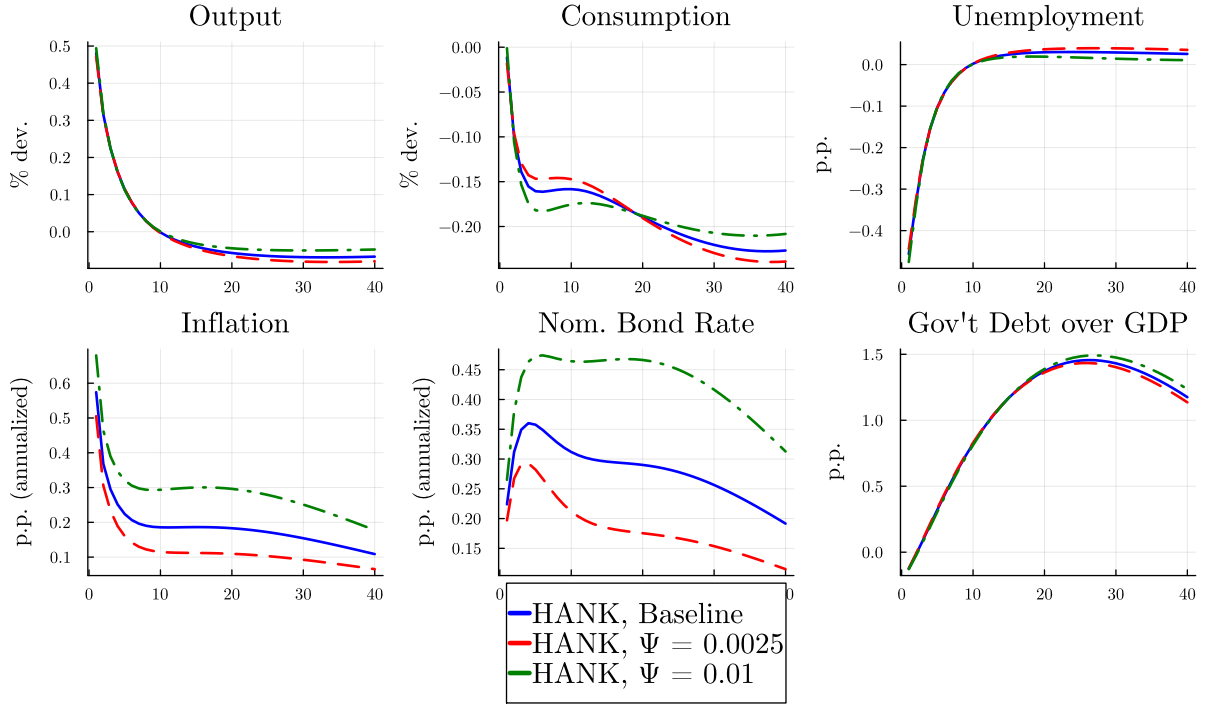 Output
Consumption
Unemployment
% dev.
0.5
0.4
0.3
0.2
0.1
0.0
0 10 20 30 40
% dev.
0.00
−0.05
−0.10
−0.15
−0.20
0 10 20 30 40
p.p.
0.0
−0.1
−0.2
−0.3
−0.4
0 10 20 30 40
Inflation
Nom. Bond Rate
Gov't Debt over GDP
p.p. (annualized)
0.6
0.5
0.4
0.3
0.2
0.1
0 10 20 30 40
p.p. (annualized)
0.45
0.40
0.35
0.30
0.25
0.20
0.15
p.p.
1.5
1.0
0.5
0.0
0 10 20 30 40
HANK, Baseline
HANK, Ψ = 0.0025
HANK, Ψ = 0.01